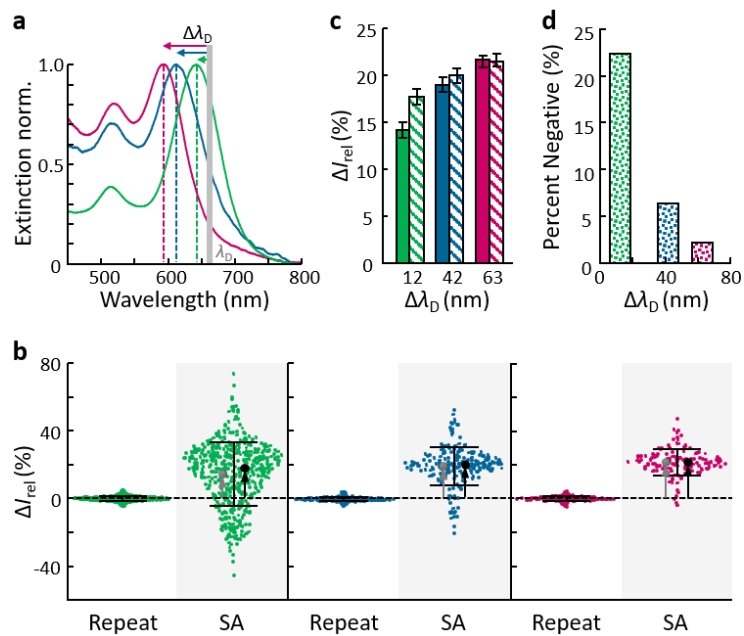 a
ΔλD
Extinction norm.
1.0
0.5
λD
500 600 700 800
Wavelength (nm)
c
ΔIrel (%)
25
20
15
10
5
0
12 42 63
ΔλD (nm)
d
Percent Negative (%)
25
20
15
10
5
0
0 40 80
ΔλD (nm)
b
ΔIrel (%)
80
40
0
-40
Repeat SA Repeat SA Repeat SA